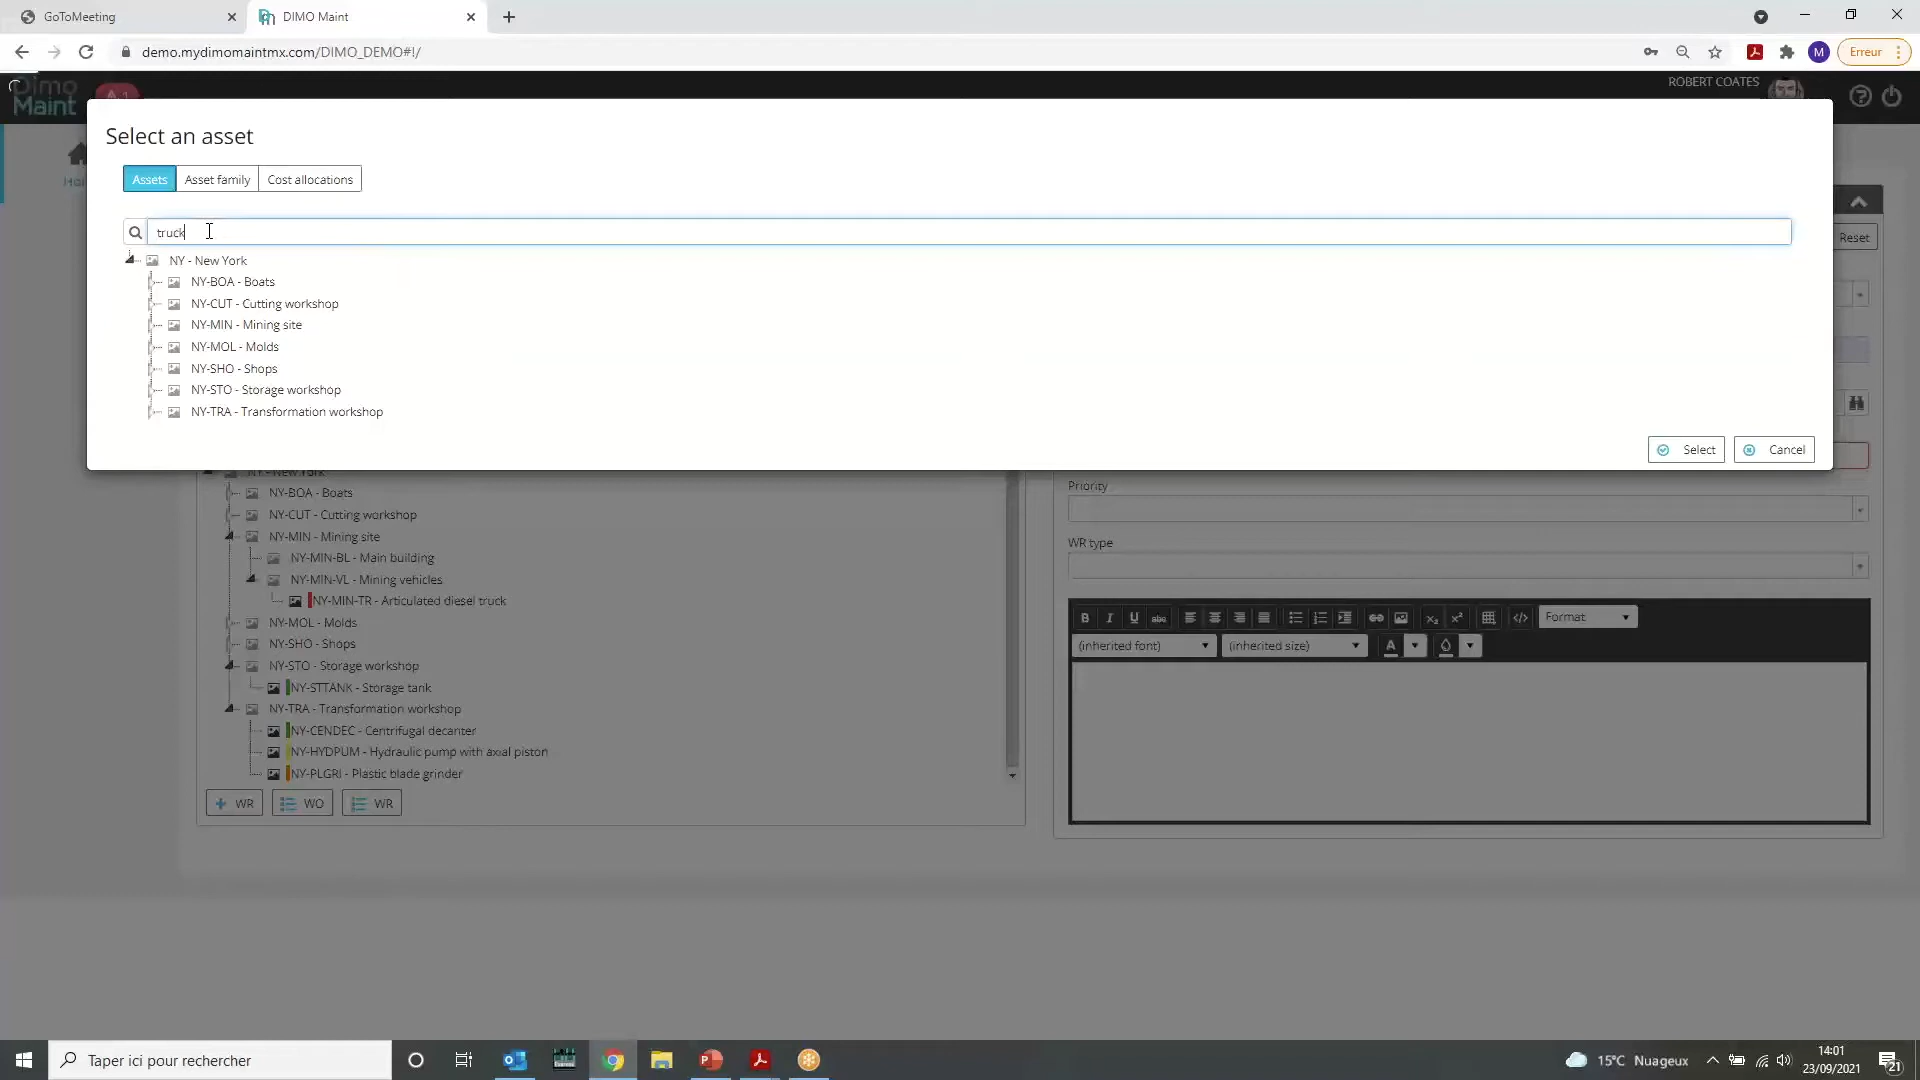 GoToMeeting
DIMO Maint
demo.mydimomaintmx.com/DIMO_DEMO#!/
M
Erreur
Dimo
Maint
1
ROBERT COATES
Select an asset
Assets
Asset family
Cost allocations
truck
Reset
NY - New York
NY-BOA - Boats
NY-CUT - Cutting workshop
NY-MIN - Mining site
NY-MOL - Molds
NY-SHO - Shops
NY-STO - Storage workshop
NY-TRA - Transformation workshop
Select
Cancel
NY - New York
NY-BOA - Boats
NY-CUT - Cutting workshop
NY-MIN - Mining site
NY-MIN-BL - Main building
NY-MIN-VL - Mining vehicles
NY-MIN-TR - Articulated diesel truck
NY-MOL - Molds
NY-SHO - Shops
NY-STO - Storage workshop
NY-STTANK - Storage tank
NY-TRA - Transformation workshop
NY-CENDEC - Centrifugal decanter
NY-HYDPUM - Hydraulic pump with axial piston
NY-PLGRI - Plastic blade grinder
WR
WO
WR
Priority
WR type
B I U abc
Format
(inherited font)
(inherited size)
A
Taper ici pour rechercher
15°C Nuageux
14:01
23/09/2021
21